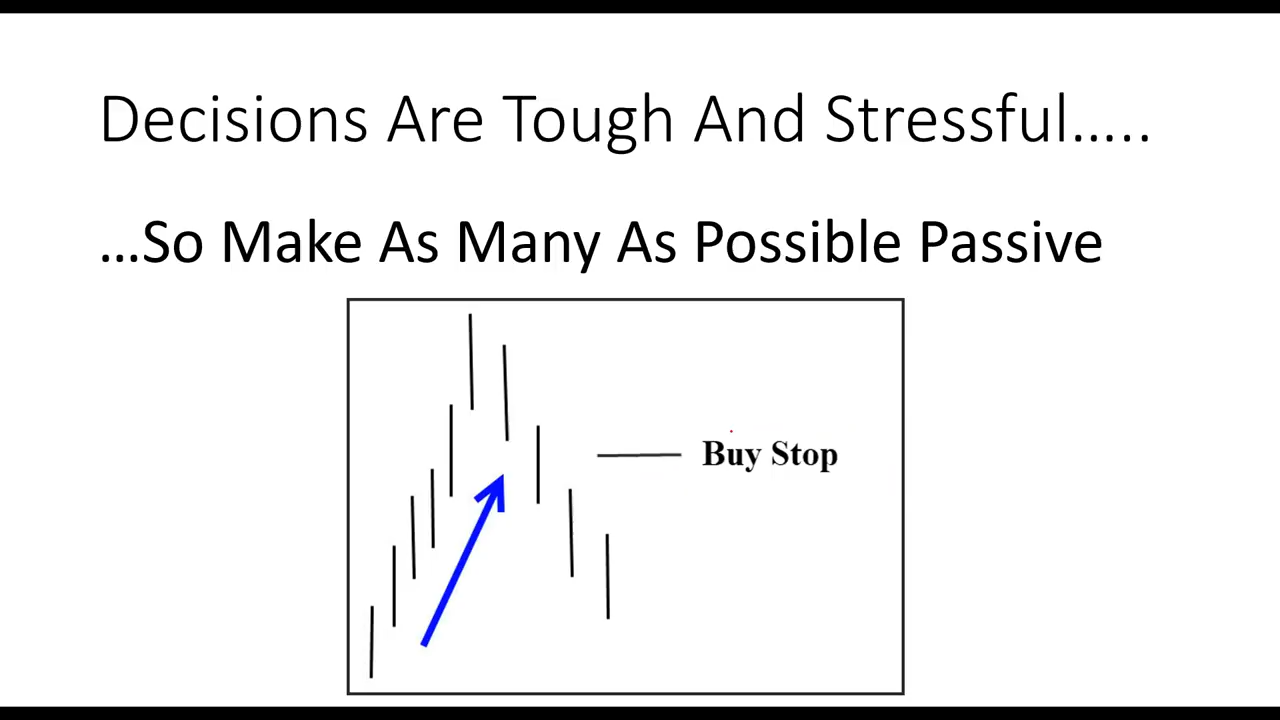 Decisions Are Tough And Stressful.....
...So Make As Many As Possible Passive
Buy Stop